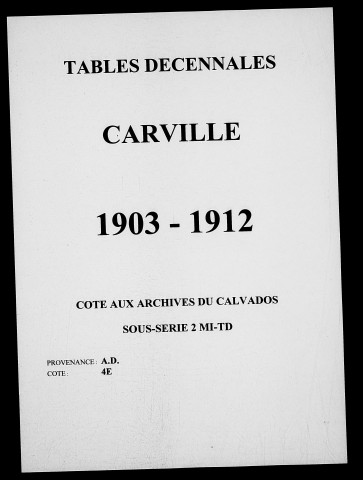 TABLES DECENNALES
CARVILLE
1903 - 1912
COTE AUX ARCHIVES DU CALVADOS
SOUS-SERIE 2 MI-TD
PROVENANCE : A.D.
COTE : 4E